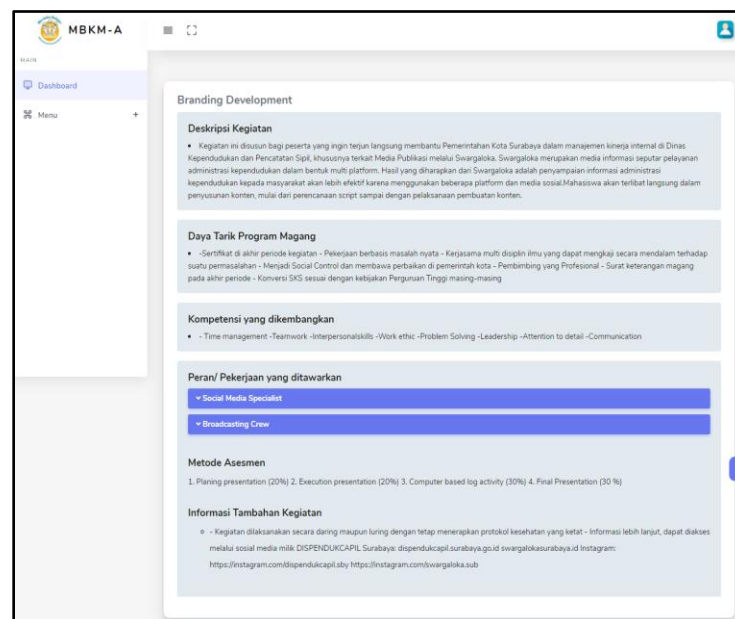 MBKM-A
MAIN
Dashboard
Menu +
Branding Development
Deskripsi Kegiatan
• Kegiatan ini disusun bagi peserta yang ingin terjun langsung membantu Pemerintahan Kota Surabaya dalam manajemen kinerja internal di Dinas
Kependudukan dan Pencatatan Sipil, khususnya terkait Media Publikasi melalui Swargaloka. Swargaloka merupakan media informasi seputar pelayanan
administrasi kependudukan dalam bentuk multi platform. Hasil yang diharapkan dari Swargaloka adalah penyampaian informasi administrasi
kependudukan kepada masyarakat akan lebih efektif karena menggunakan beberapa platform dan media sosial.Mahasiswa akan terlibat langsung dalam
penyusunan konten, mulai dari perencanaan script sampai dengan pelaksanaan pembuatan konten.
Daya Tarik Program Magang
• -Sertifikat di akhir periode kegiatan - Pekerjaan berbasis masalah nyata - Kerjasama multi disiplin ilmu yang dapat mengkaji secara mendalam terhadap
suatu permasalahan - Menjadi Social Control dan membawa perbaikan di pemerintah kota - Pembimbing yang Profesional - Surat keterangan magang
pada akhir periode - Konversi SKS sesuai dengan kebijakan Perguruan Tinggi masing-masing
Kompetensi yang dikembangkan
• - Time management -Teamwork -Interpersonalskills -Work ethic -Problem Solving -Leadership -Attention to detail -Communication
Peran/ Pekerjaan yang ditawarkan
Social Media Specialist
Broadcasting Crew
Metode Asesmen
1. Planing presentation (20%) 2. Execution presentation (20%) 3. Computer based log activity (30%) 4. Final Presentation (30 %)
Informasi Tambahan Kegiatan
- Kegiatan dilaksanakan secara daring maupun luring dengan tetap menerapkan protokol kesehatan yang ketat - Informasi lebih lanjut, dapat diakses
melalui sosial media milik DISPENDUKCAPIL Surabaya: dispendukcapil.surabaya.go.id swargalokasurabaya.id Instagram:
https://instagram.com/dispendukcapil.sby https://instagram.com/swargaloka.sub